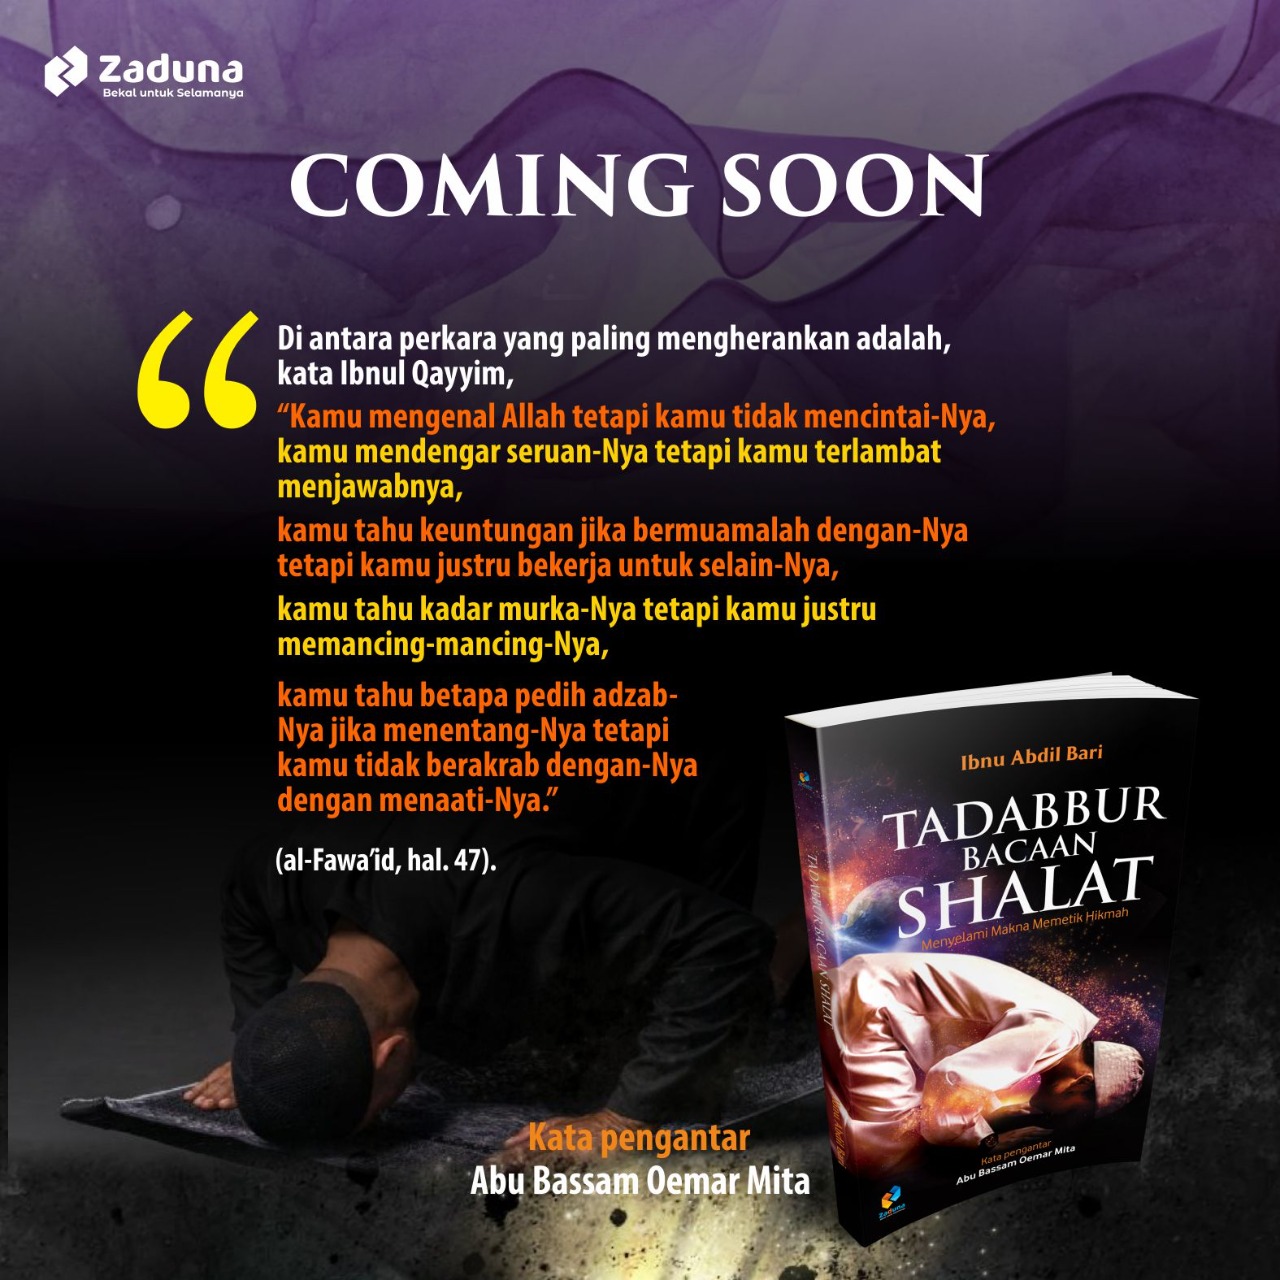 Zaduna
Bekal untuk Selamanya
COMING SOON
“
Di antara perkara yang paling mengherankan adalah,
kata Ibnul Qayyim,
“Kamu mengenal Allah tetapi kamu tidak mencintai-Nya,
kamu mendengar seruan-Nya tetapi kamu terlambat
menjawabnya,
kamu tahu keuntungan jika bermuamalah dengan-Nya
tetapi kamu justru bekerja untuk selain-Nya,
kamu tahu kadar murka-Nya tetapi kamu justru
memancing-mancing-Nya,
kamu tahu betapa pedih adzab-
Nya jika menentang-Nya tetapi
kamu tidak berakrab dengan-Nya
dengan menaati-Nya.”
(al-Fawa’id, hal. 47).
Kata pengantar
Abu Bassam Oemar Mita
Ibnu Abdil Bari
TADABBUR
BACAAN
SHALAT
Menyelami Makna Memetik Hikmah
Kata pengantar
Abu Bassam Oemar Mita
Zaduna
TADABBUR BACAAN SHALAT